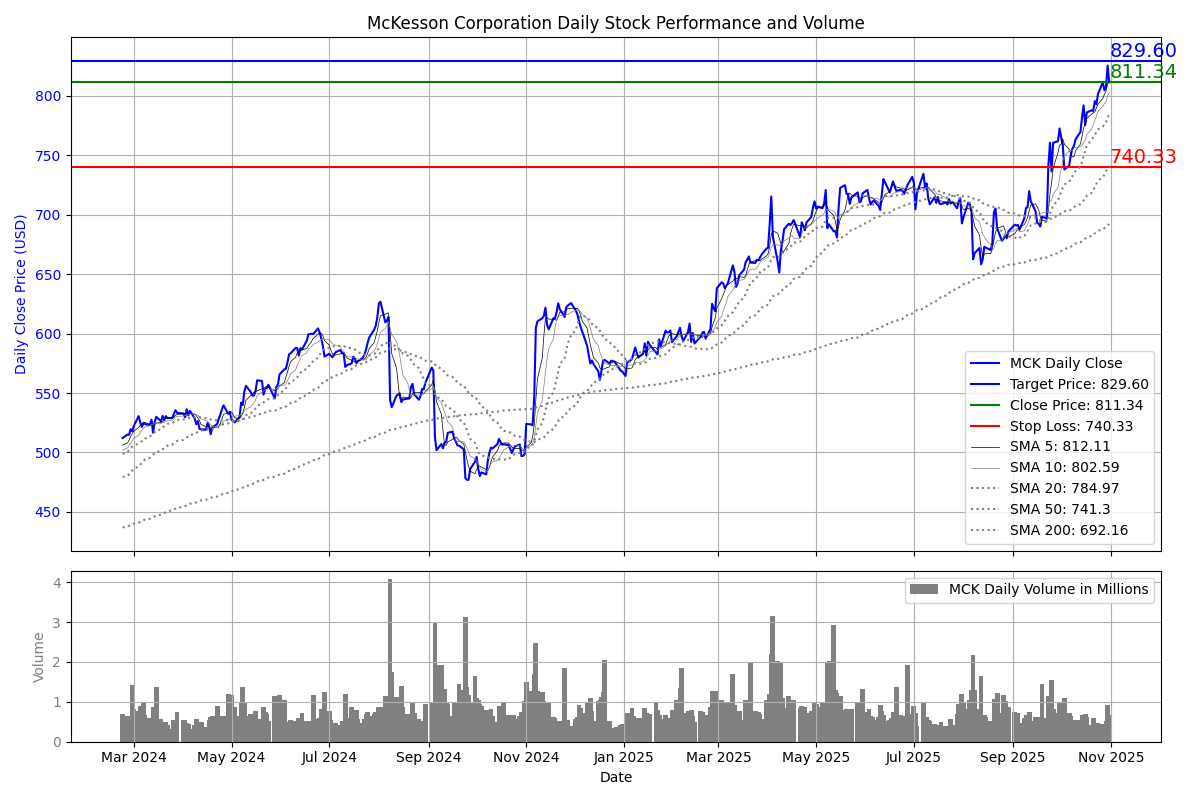 McKesson Corporation Daily Stock Performance and Volume
829.60
811.34
740.33
Daily Close Price (USD)
800
750
700
650
600
550
500
450
MCK Daily Close
Target Price: 829.60
Close Price: 811.34
Stop Loss: 740.33
SMA 5: 812.11
SMA 10: 802.59
SMA 20: 784.97
SMA 50: 741.3
SMA 200: 692.16
Volume
4
3
2
1
0
MCK Daily Volume in Millions
Mar 2024
May 2024
Jul 2024
Sep 2024
Nov 2024
Jan 2025
Mar 2025
May 2025
Jul 2025
Sep 2025
Nov 2025
Date